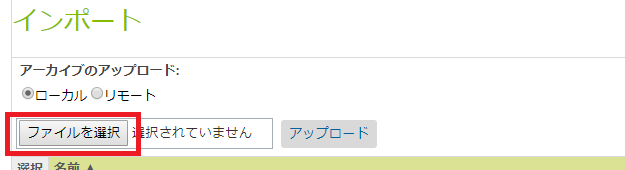 インポート
アーカイブのアップロード:
ローカル リモート
ファイルを選択 選択されていません アップロード
選択 名前 ▲